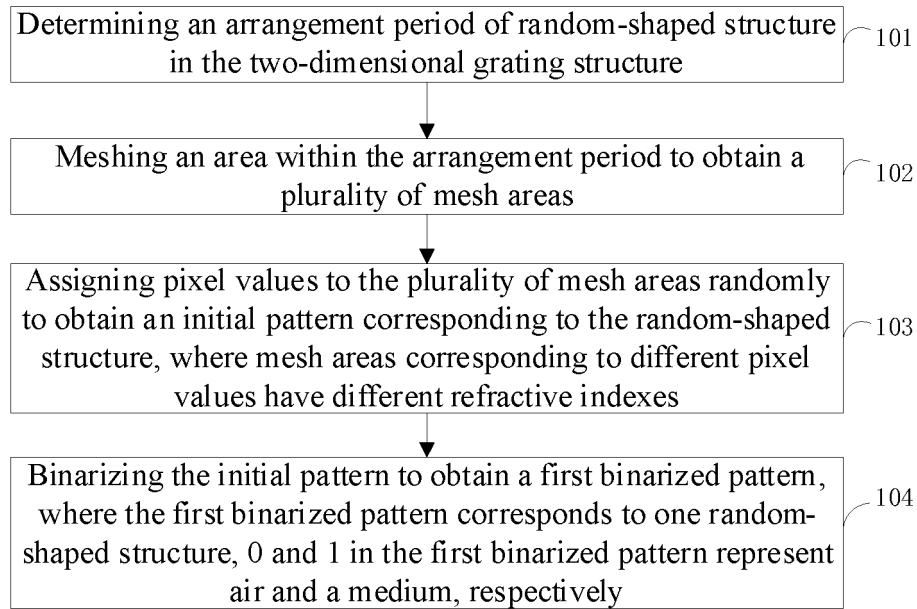 Determining an arrangement period of random-shaped structure
in the two-dimensional grating structure
101
Meshing an area within the arrangement period to obtain a
plurality of mesh areas
102
Assigning pixel values to the plurality of mesh areas randomly
to obtain an initial pattern corresponding to the random-shaped
structure, where mesh areas corresponding to different pixel
values have different refractive indexes
103
Binarizing the initial pattern to obtain a first binarized pattern,
where the first binarized pattern corresponds to one random-
shaped structure, 0 and 1 in the first binarized pattern represent
air and a medium, respectively
104